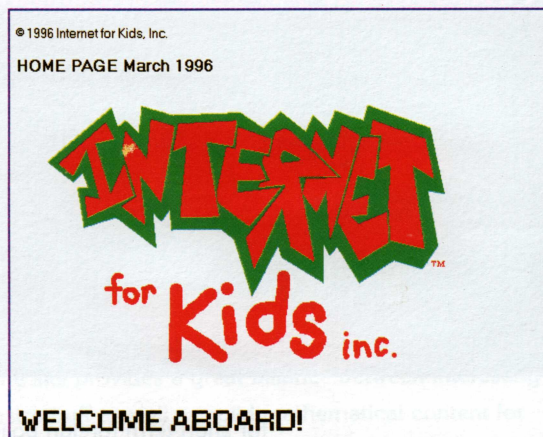 © 1996 Internet for Kids, Inc.
HOME PAGE March 1996
INTERNET
TM
for Kids inc.
WELCOME ABOARD!